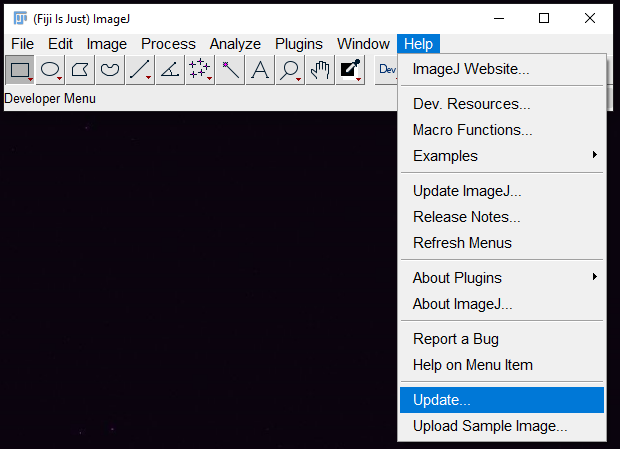 (Fiji Is Just) ImageJ
File Edit Image Process Analyze Plugins Window Help
Dev
Developer Menu
ImageJ Website...
Dev. Resources...
Macro Functions...
Examples
Update ImageJ...
Release Notes...
Refresh Menus
About Plugins
About ImageJ...
Report a Bug
Help on Menu Item
Update...
Upload Sample Image...